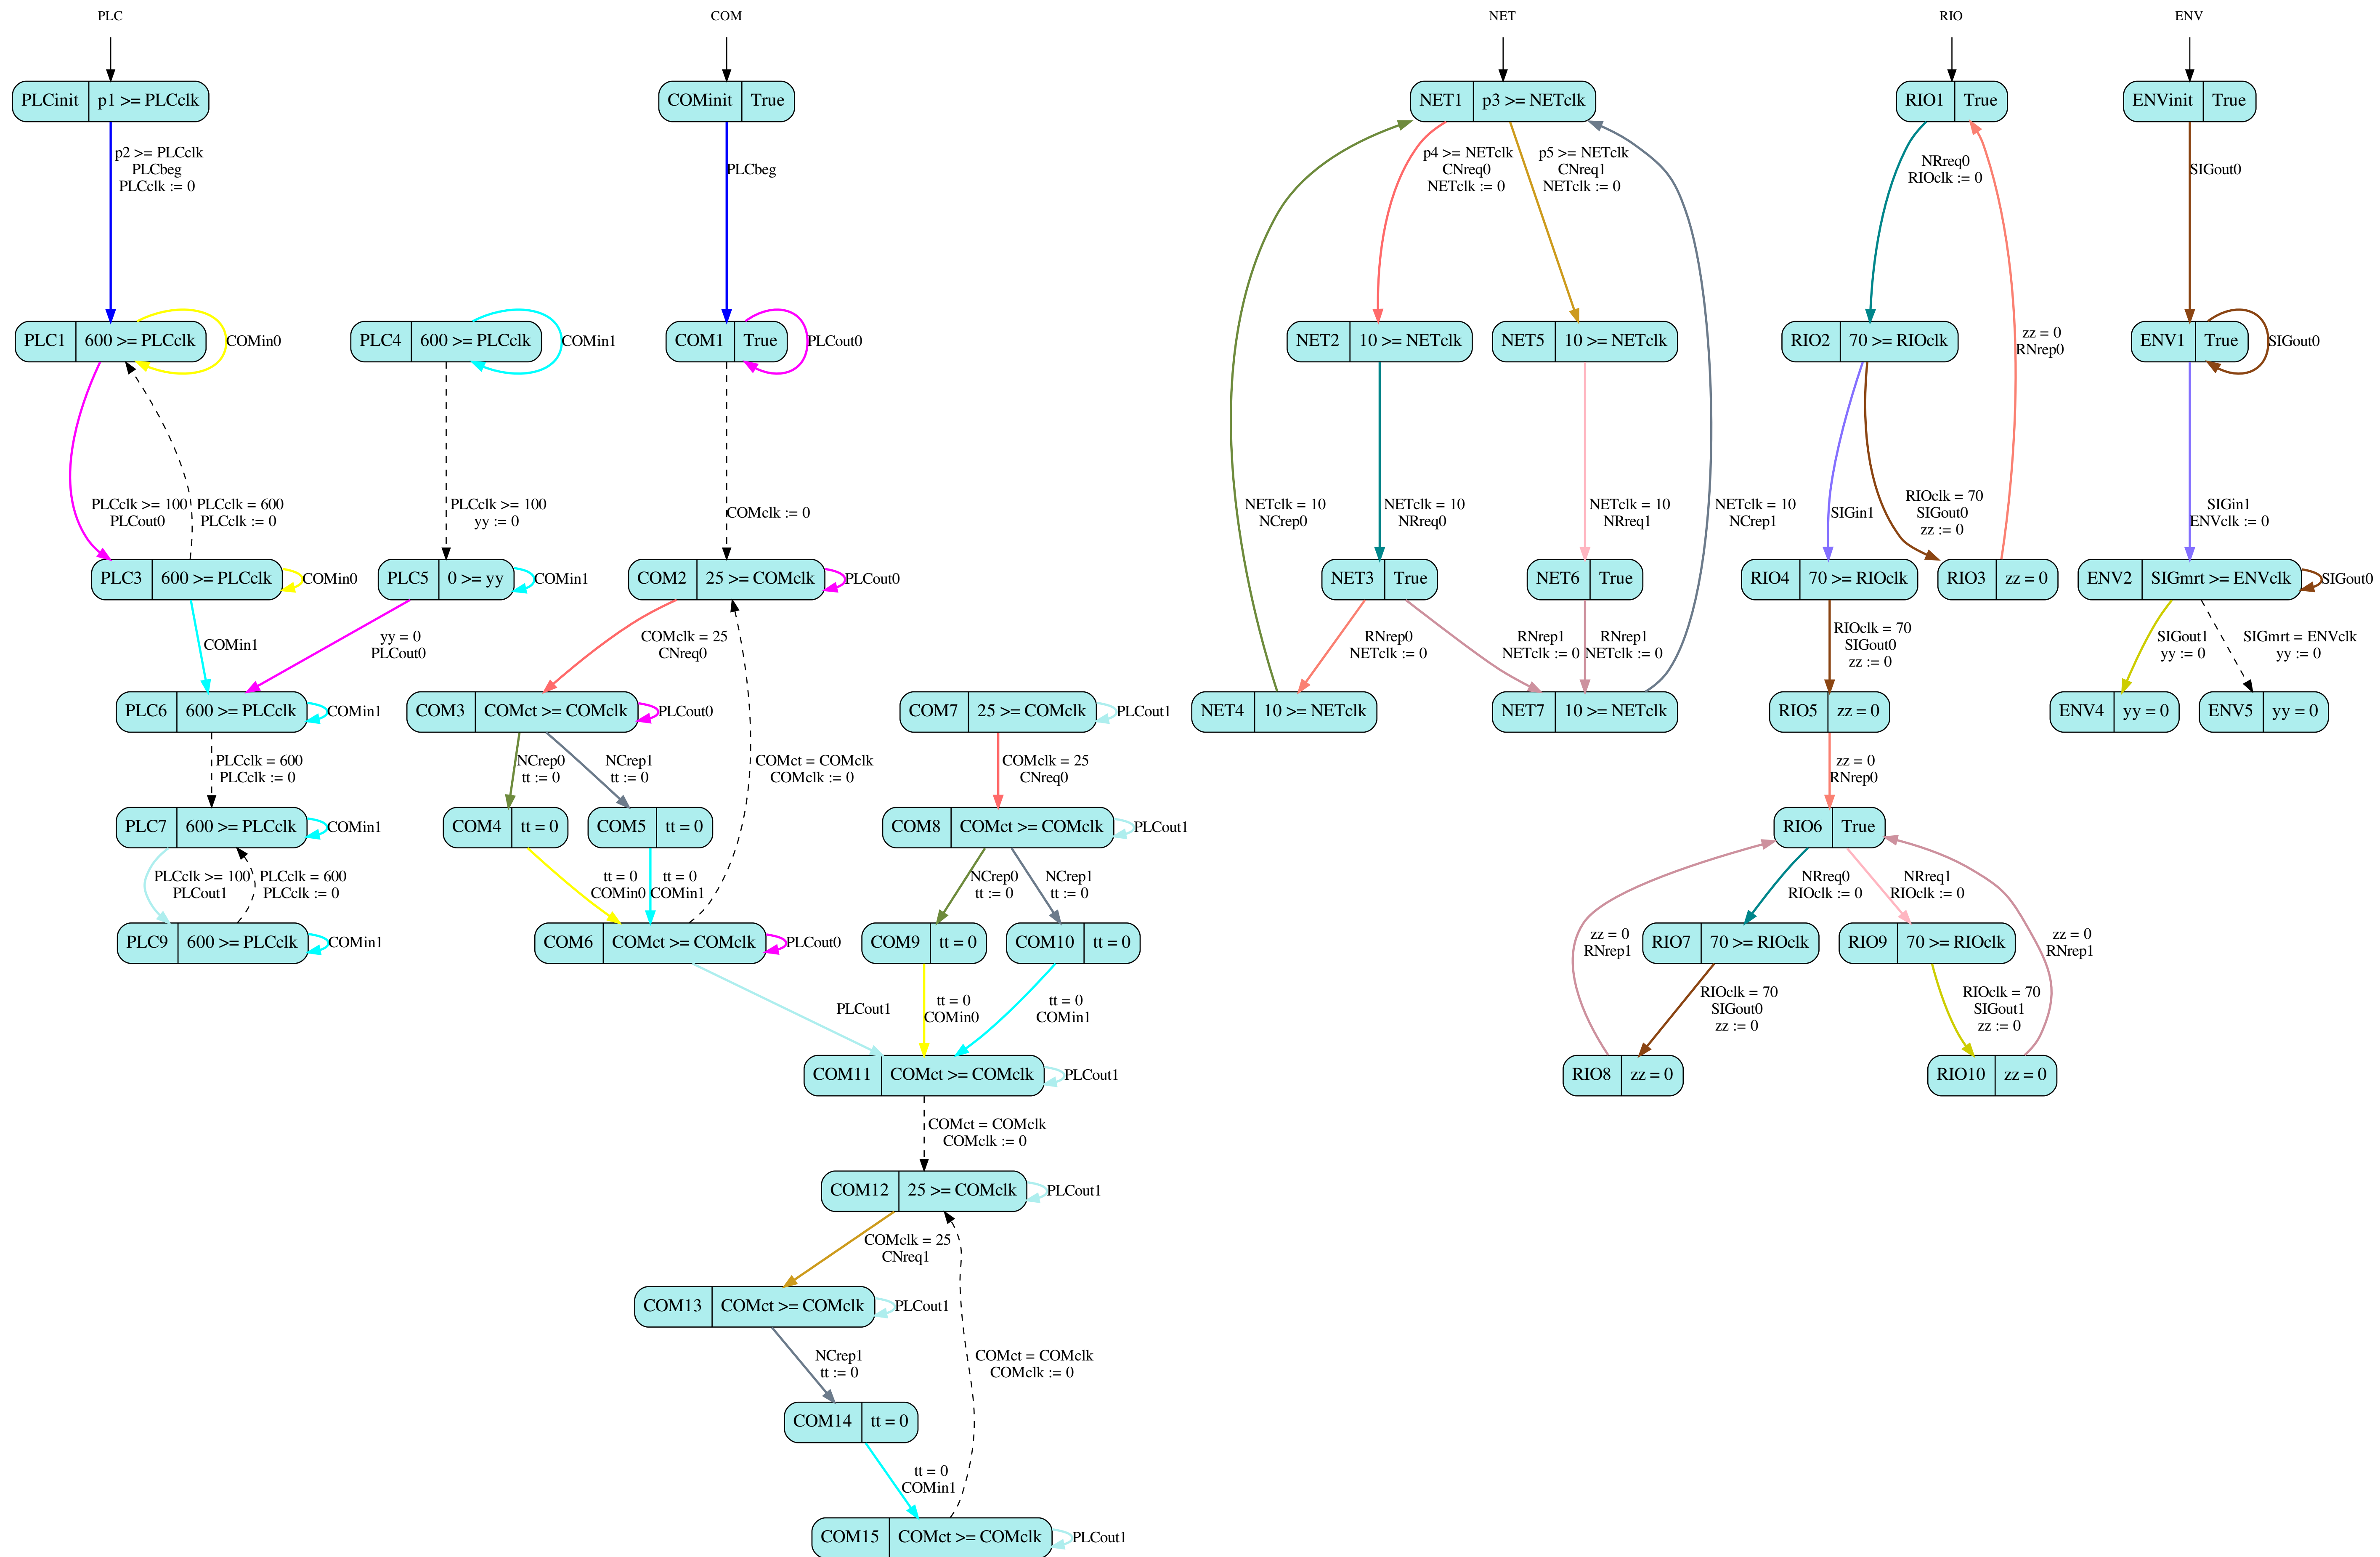 PLC
COM
NET
RIO
ENV
PLCinit
p1 >= PLCclk
COMinit
True
NET1
p3 >= NETclk
RIO1
True
ENVinit
True
p2 >= PLCclk
PLCbeg
PLCclk := 0
PLCbeg
p4 >= NETclk
CNreq0
NETclk := 0
p5 >= NETclk
CNreq1
NETclk := 0
NRreq0
RIOclk := 0
SIGout0
PLC1
600 >= PLCclk
COMin0
PLC4
600 >= PLCclk
COMin1
COM1
True
PLCout0
NET2
10 >= NETclk
NET5
10 >= NETclk
RIO2
70 >= RIOclk
zz = 0
RNrep0
ENV1
True
SIGout0
PLCclk >= 100
PLCout0
PLCclk = 600
PLCclk := 0
PLCclk >= 100
yy := 0
COMclk := 0
NETclk = 10
NCrep0
NETclk = 10
NRreq0
NETclk = 10
NRreq1
NETclk = 10
NCrep1
SIGin1
RIOclk = 70
SIGout0
zz := 0
SIGin1
ENVclk := 0
PLC3
600 >= PLCclk
COMin0
PLC5
0 >= yy
COMin1
COM2
25 >= COMclk
PLCout0
NET3
True
NET6
True
RIO4
70 >= RIOclk
RIO3
zz = 0
ENV2
SIGmrt >= ENVclk
SIGout0
COMin1
yy = 0
PLCout0
COMclk = 25
CNreq0
RNrep0
NETclk := 0
RNrep1
NETclk := 0
RNrep1
NETclk := 0
RIOclk = 70
SIGout0
zz := 0
SIGout1
yy := 0
SIGmrt = ENVclk
yy := 0
PLC6
600 >= PLCclk
COMin1
COM3
COMct >= COMclk
PLCout0
COM7
25 >= COMclk
PLCout1
NET4
10 >= NETclk
NET7
10 >= NETclk
RIO5
zz = 0
ENV4
yy = 0
ENV5
yy = 0
PLCclk = 600
PLCclk := 0
NCrep0
tt := 0
NCrep1
tt := 0
COMct = COMclk
COMclk := 0
COMclk = 25
CNreq0
zz = 0
RNrep0
PLC7
600 >= PLCclk
COMin1
COM4
tt = 0
COM5
tt = 0
COM8
COMct >= COMclk
PLCout1
RIO6
True
PLCclk >= 100
PLCout1
PLCclk = 600
PLCclk := 0
tt = 0
COMin0
tt = 0
COMin1
NCrep0
tt := 0
NCrep1
tt := 0
NRreq0
RIOclk := 0
NRreq1
RIOclk := 0
PLC9
600 >= PLCclk
COMin1
COM6
COMct >= COMclk
PLCout0
COM9
tt = 0
COM10
tt = 0
zz = 0
RNrep1
RIO7
70 >= RIOclk
RIO9
70 >= RIOclk
zz = 0
RNrep1
PLCout1
tt = 0
COMin0
tt = 0
COMin1
RIOclk = 70
SIGout0
zz := 0
RIOclk = 70
SIGout1
zz := 0
COM11
COMct >= COMclk
PLCout1
RIO8
zz = 0
RIO10
zz = 0
COMct = COMclk
COMclk := 0
COM12
25 >= COMclk
PLCout1
COMclk = 25
CNreq1
COM13
COMct >= COMclk
PLCout1
NCrep1
tt := 0
COMct = COMclk
COMclk := 0
COM14
tt = 0
tt = 0
COMin1
COM15
COMct >= COMclk
PLCout1